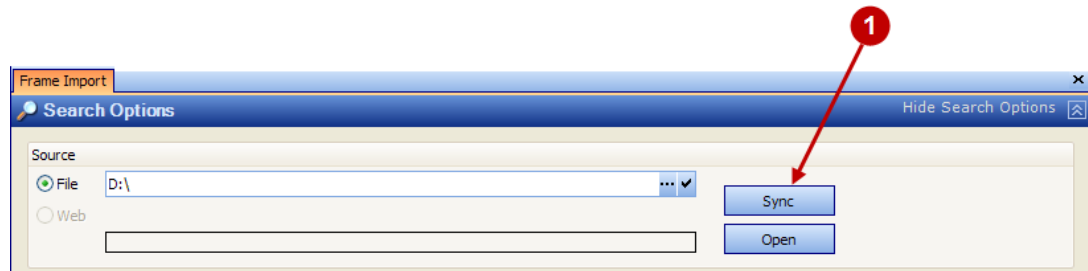 1
Frame Import
Search Options
Hide Search Options
Source
File D:\ ...
Sync
Web
Open